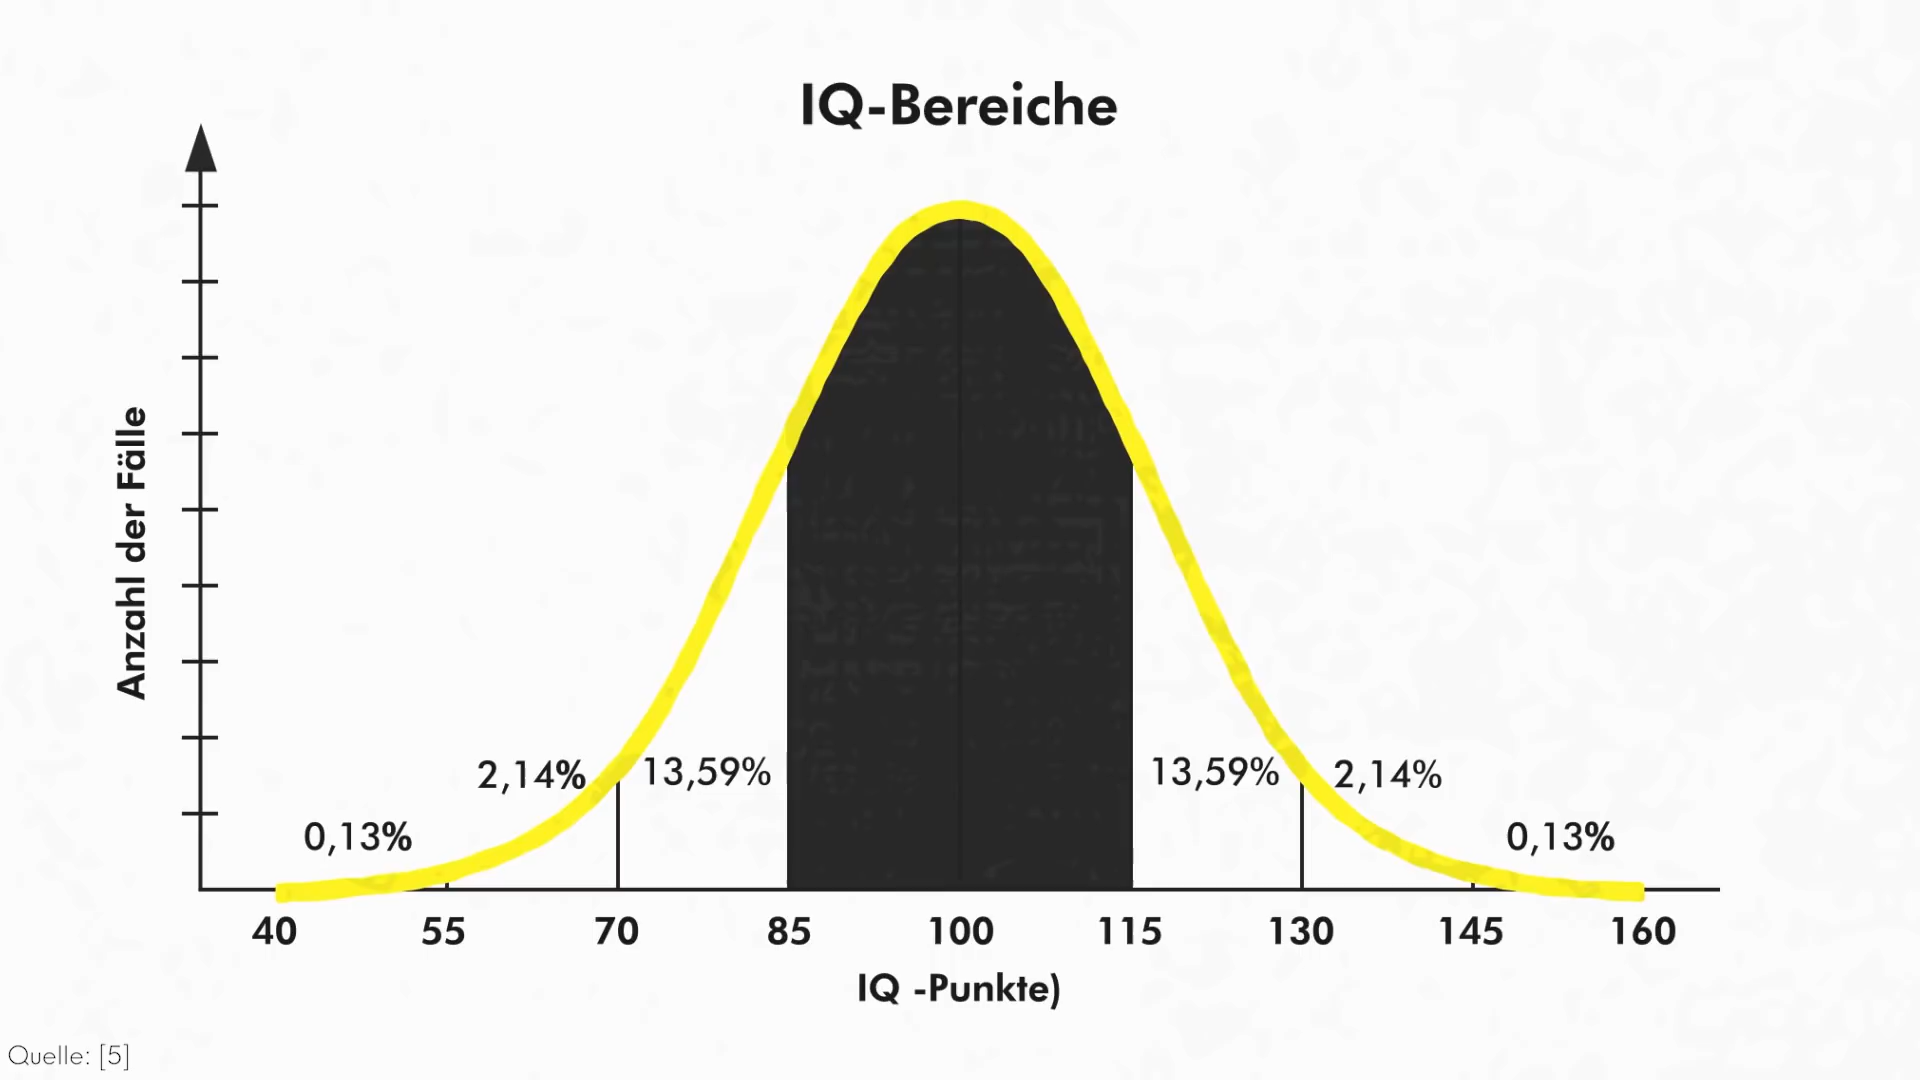 IQ-Bereiche
Anzahl der Fälle
2,14% 13,59% 13,59% 2,14%
0,13% 0,13%
40 55 70 85 100 115 130 145 160
IQ -Punkte)
Quelle: [5]